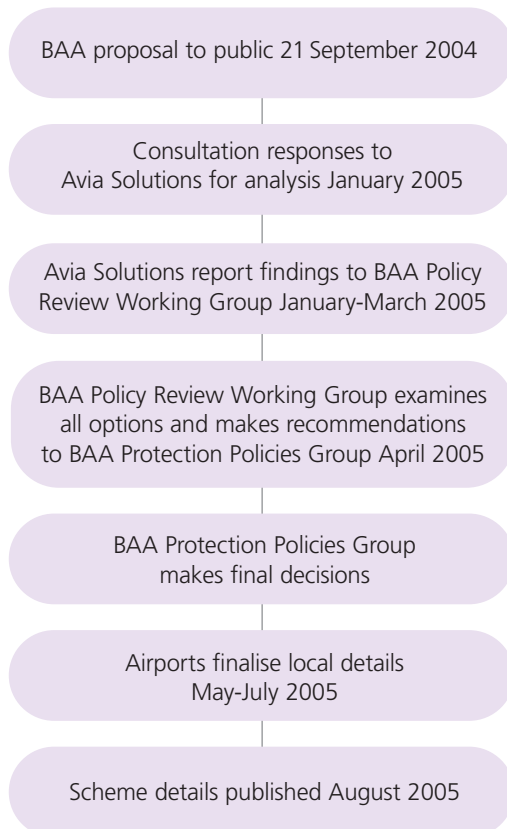 BAA proposal to public 21 September 2004
Consultation responses to
Avia Solutions for analysis January 2005
Avia Solutions report findings to BAA Policy
Review Working Group January-March 2005
BAA Policy Review Working Group examines
all options and makes recommendations
to BAA Protection Policies Group April 2005
BAA Protection Policies Group
makes final decisions
Airports finalise local details
May-July 2005
Scheme details published August 2005